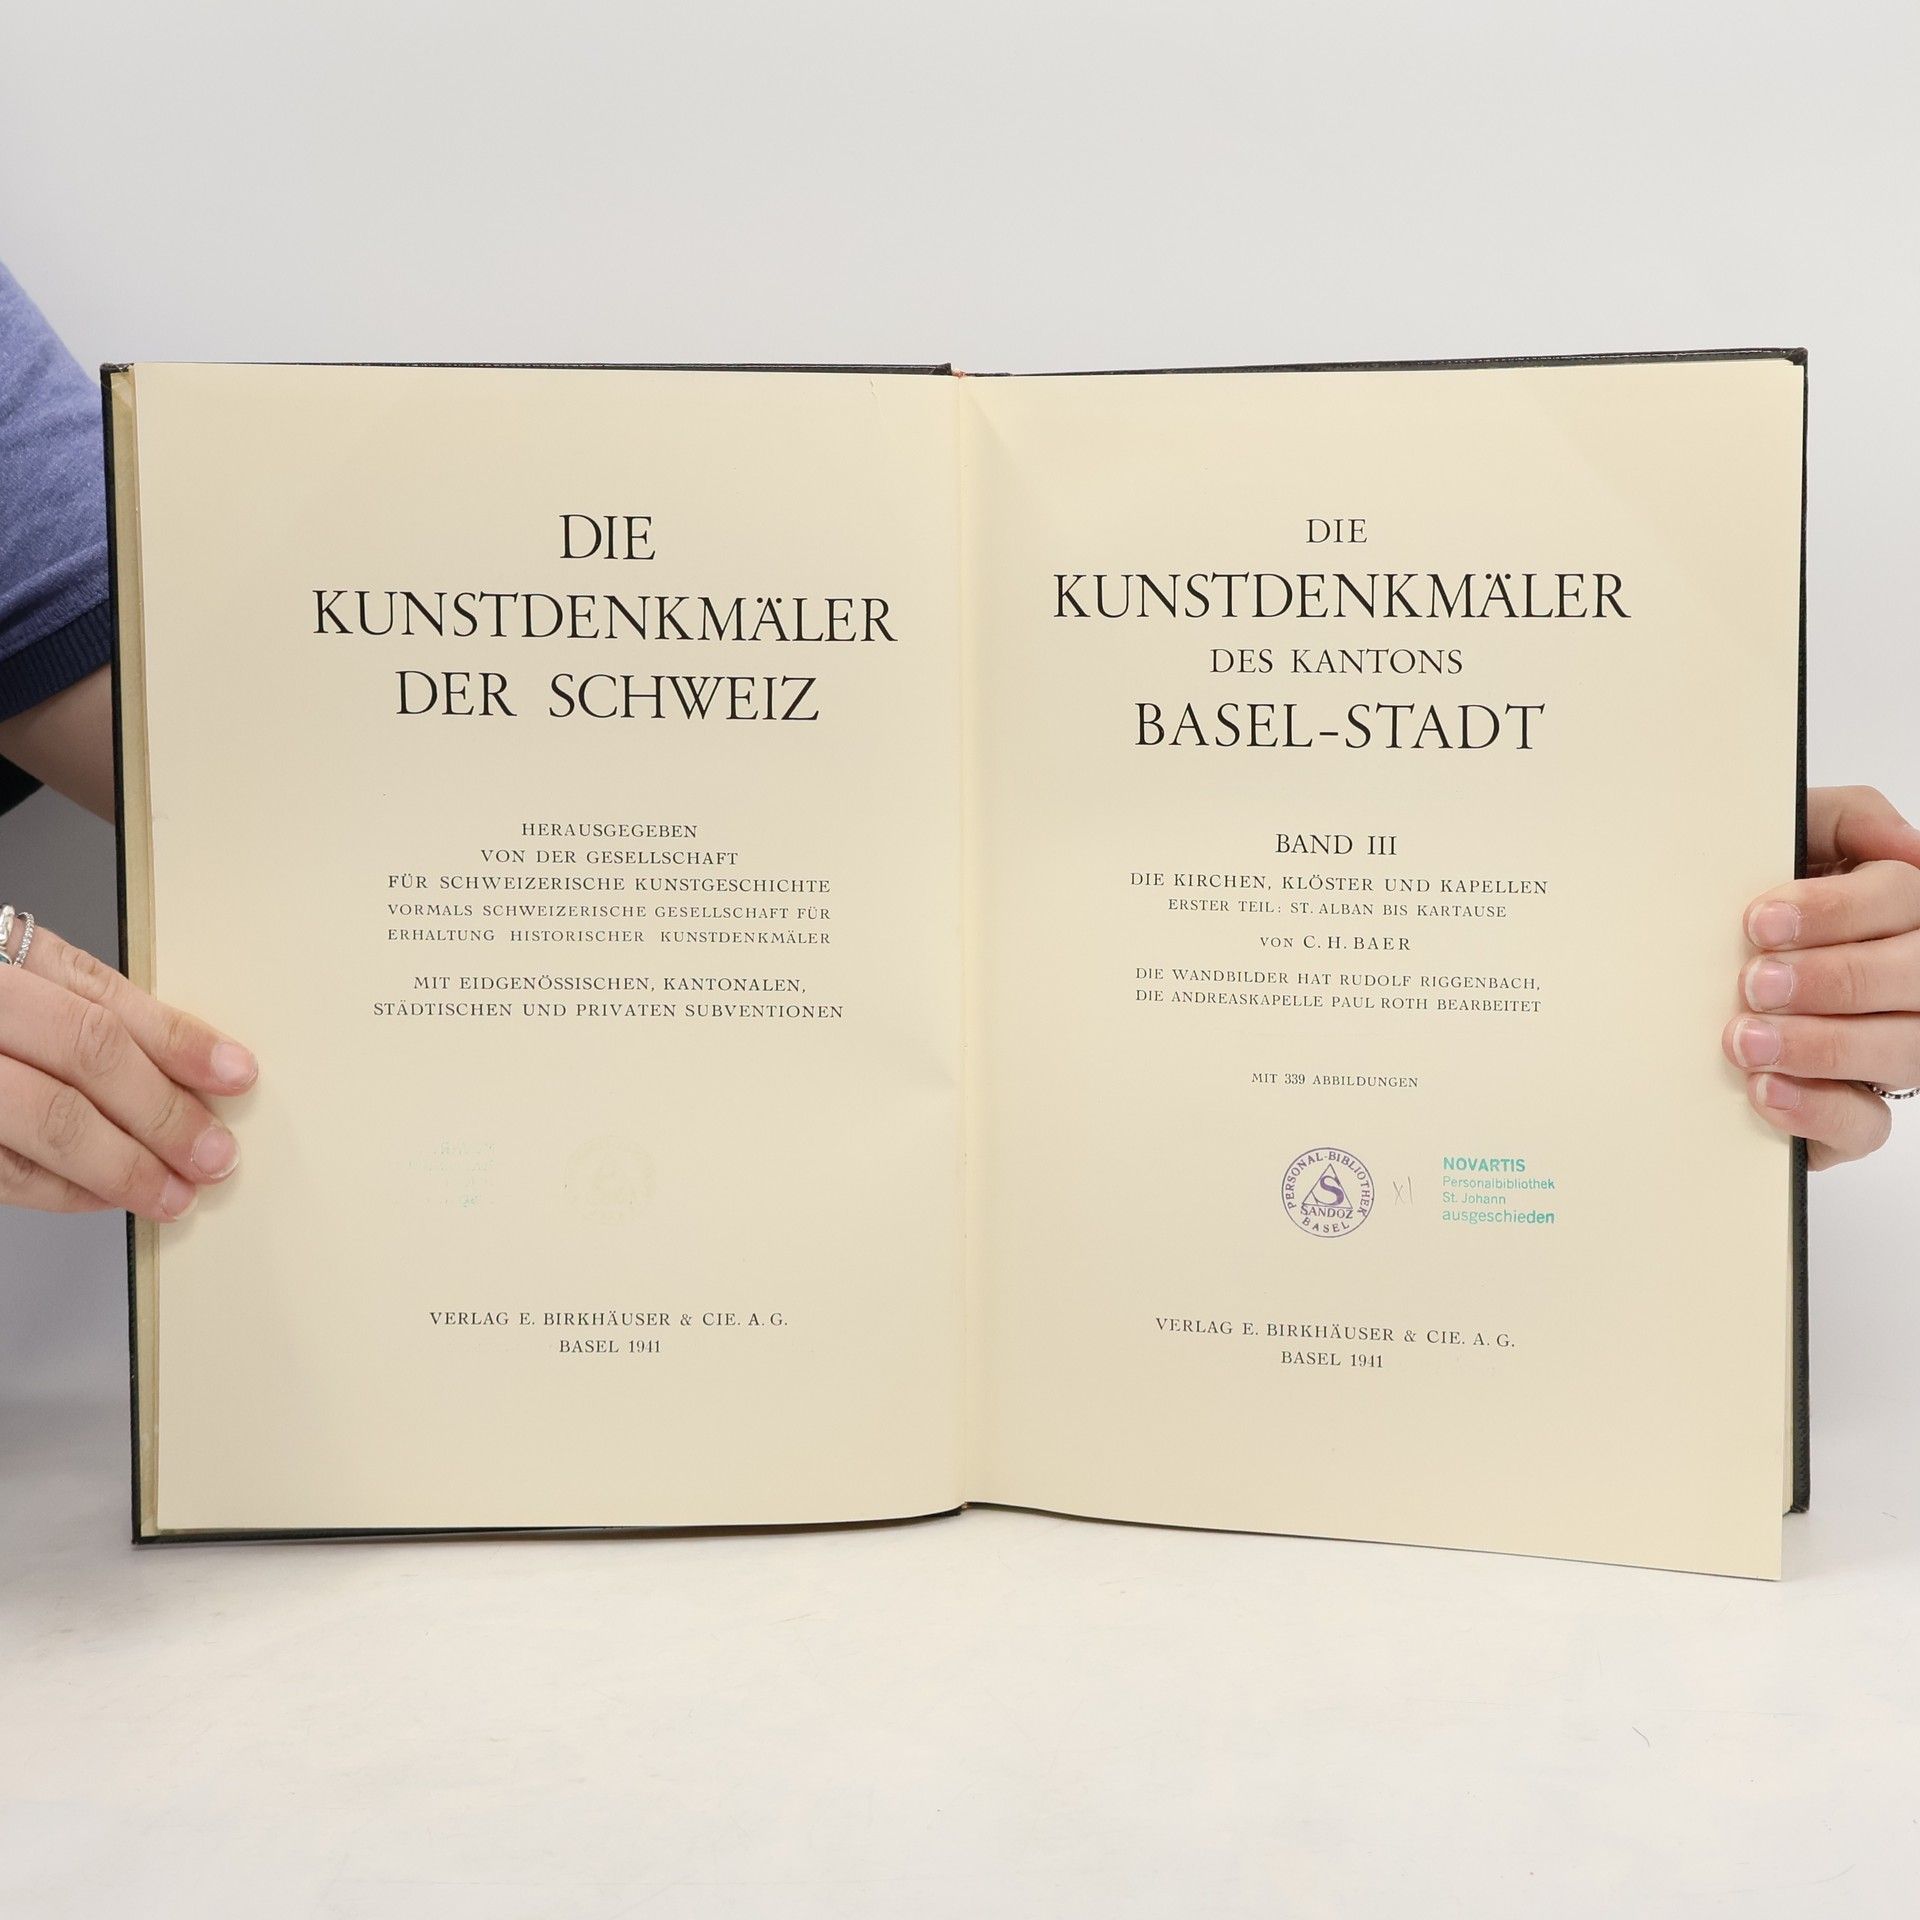 DIE
KUNSTDENKMÄLER
DER SCHWEIZ
HERAUSGEGEBEN
VON DER GESELLSCHAFT
FÜR SCHWEIZERISCHE KUNSTGESCHICHTE
VORMALS SCHWEIZERISCHE GESELLSCHAFT FÜR
ERHALTUNG HISTORISCHER KUNSTDENKMÄLER
MIT EIDGENÖSSISCHEN, KANTONALEN,
STÄDTISCHEN UND PRIVATEN SUBVENTIONEN
VERLAG E. BIRKHÄUSER & CIE. A. G.
BASEL 1941
DIE
KUNSTDENKMÄLER
DES KANTONS
BASEL-STADT
BAND III
DIE KIRCHEN, KLÖSTER UND KAPELLEN
ERSTER TEIL: ST. ALBAN BIS KARTAUSE
VON C. H. BAER
DIE WANDBILDER HAT RUDOLF RIGGENBACH,
DIE ANDREASKAPELLE PAUL ROTH BEARBEITET
MIT 339 ABBILDUNGEN
PERSONAL-BIBLIOTHEK
S
SANDOZ
BASEL
XI
NOVARTIS
Personalbibliothek
St. Johann
ausgeschieden
VERLAG E. BIRKHÄUSER & CIE. A. G.
BASEL 1941